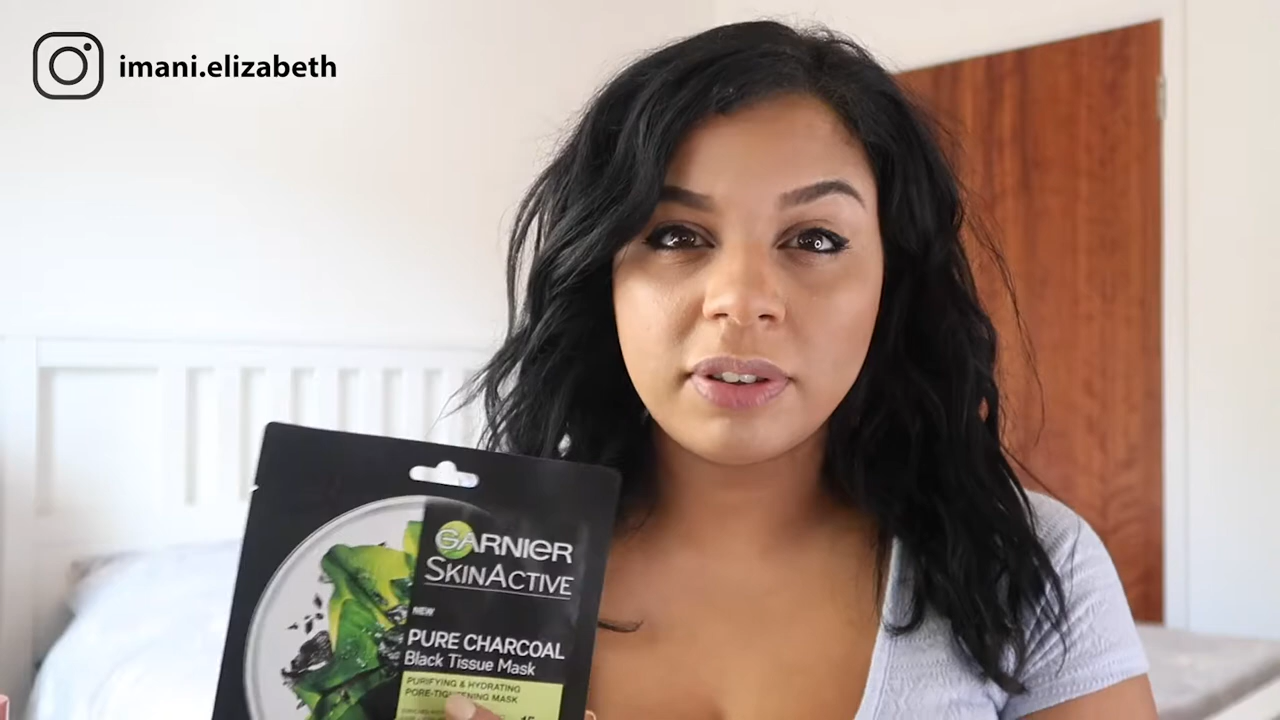 imani.elizabeth
GARNIER
SKINACTIVE
NEW
PURE CHARCOAL
Black Tissue Mask
PURIFYING & HYDRATING
PORE-TIGHTENING MASK